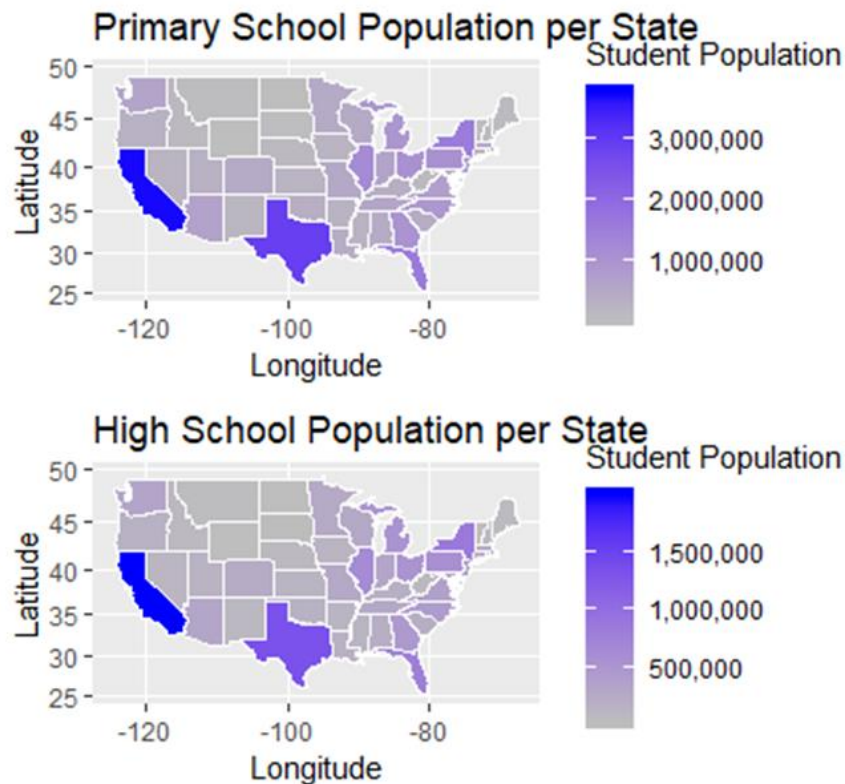 Primary School Population per State
Student Population
50
45
40
35
30
25
Latitude
3,000,000
2,000,000
1,000,000
-120 -100 -80
Longitude
High School Population per State
Student Population
50
45
40
35
30
25
Latitude
1,500,000
1,000,000
500,000
-120 -100 -80
Longitude